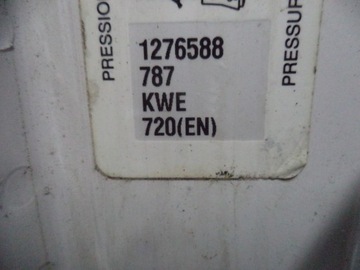 PRESSIO
1276588
787
KWE
720(EN)
PRESSUR